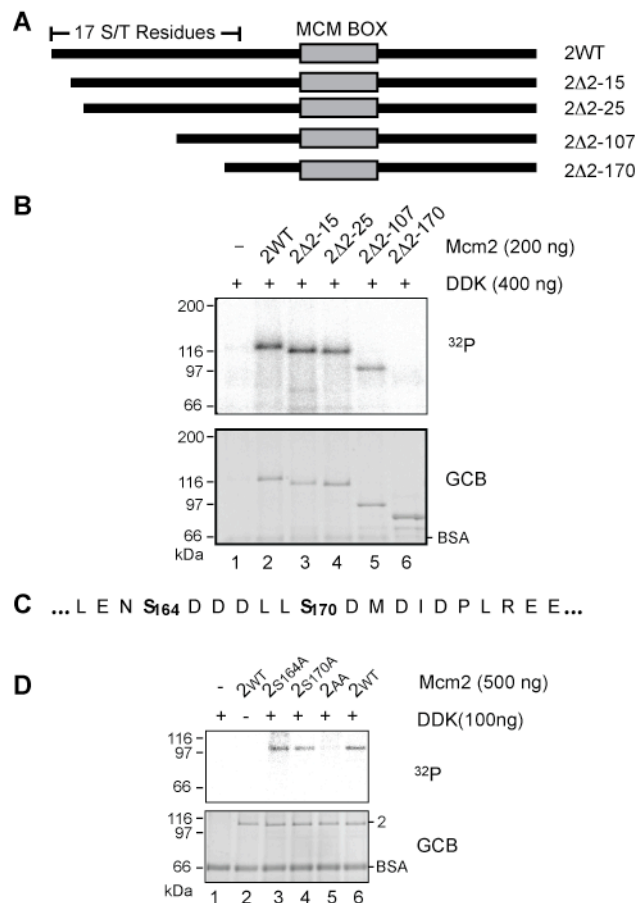 A
17 S/T Residues
MCM BOX
2WT
2Δ2-15
2Δ2-25
2Δ2-107
2Δ2-170
B
– 2WT 2Δ2-15 2Δ2-25 2Δ2-107 2Δ2-170 Mcm2 (200 ng)
+ + + + + + DDK (400 ng)
200
116
97
66
32P
200
116
97
66
kDa
GCB
BSA
1 2 3 4 5 6
C
... L E N S164 D D D L L S170 D M D I D P L R E E ...
D
- 2WT 2S164A 2S170A 2AA 2WT Mcm2 (500 ng)
+ - + + + + DDK(100ng)
116
97
66
32P
116
97
66
kDa
2
BSA
GCB
1 2 3 4 5 6